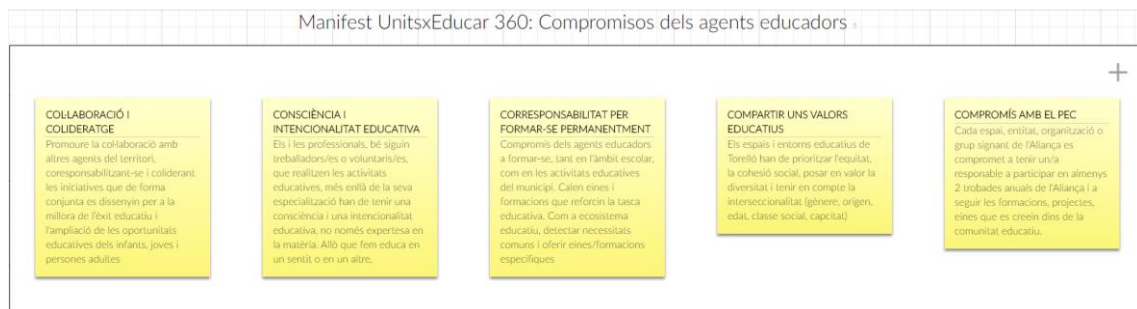 Manifest UnitsxEducar 360: Compromisos dels agents educadors
COL·LABORACIÓ I
COLIDERATGE
Promoure la col·laboració amb
altres agents del territori,
coresponsabilitzant-se i coliderant
les iniciatives que de forma
conjunta es dissenyin per a la
millora de l'èxit educatiu i
l'ampliació de les oportunitats
educatives dels infants, joves i
persones adultes
CONSCIÈNCIA I
INTENCIONALITAT EDUCATIVA
Els i les professionals, bé siguin
treballadors/es o voluntaris/es,
que realitzen les activitats
educatives, més enllà de la seva
especialització han de tenir una
consciència i una intencionalitat
educativa, no només expertesa en
la matèria. Allò que fem educa en
un sentit o en un altre,
CORRESPONSABILITAT PER
FORMAR-SE PERMANENTMENT
Compromís dels agents educadors
a formar-se, tant en l'àmbit escolar,
com en les activitats educatives
del municipi. Calen eines i
formacions que reforcin la tasca
educativa. Com a ecosistema
educatiu, detectar necessitats
comuns i oferir eines/formacions
específiques
COMPARTIR UNS VALORS
EDUCATIUS
Els espais i entorns educatius de
Torelló han de prioritzar l'equitat,
la cohesió social, posar en valor la
diversitat i tenir en compte la
interseccionalitat (gènere, origen,
edat, classe social, capcitat)
COMPROMÍS AMB EL PEC
Cada espai, entitat, organització o
grup signant de l'Aliança es
compromet a tenir un/a
responsable a participar en almenys
2 trobades anuals de l'Aliança i a
seguir les formacions, projectes,
eines que es creein dins de la
comunitat educatiu.